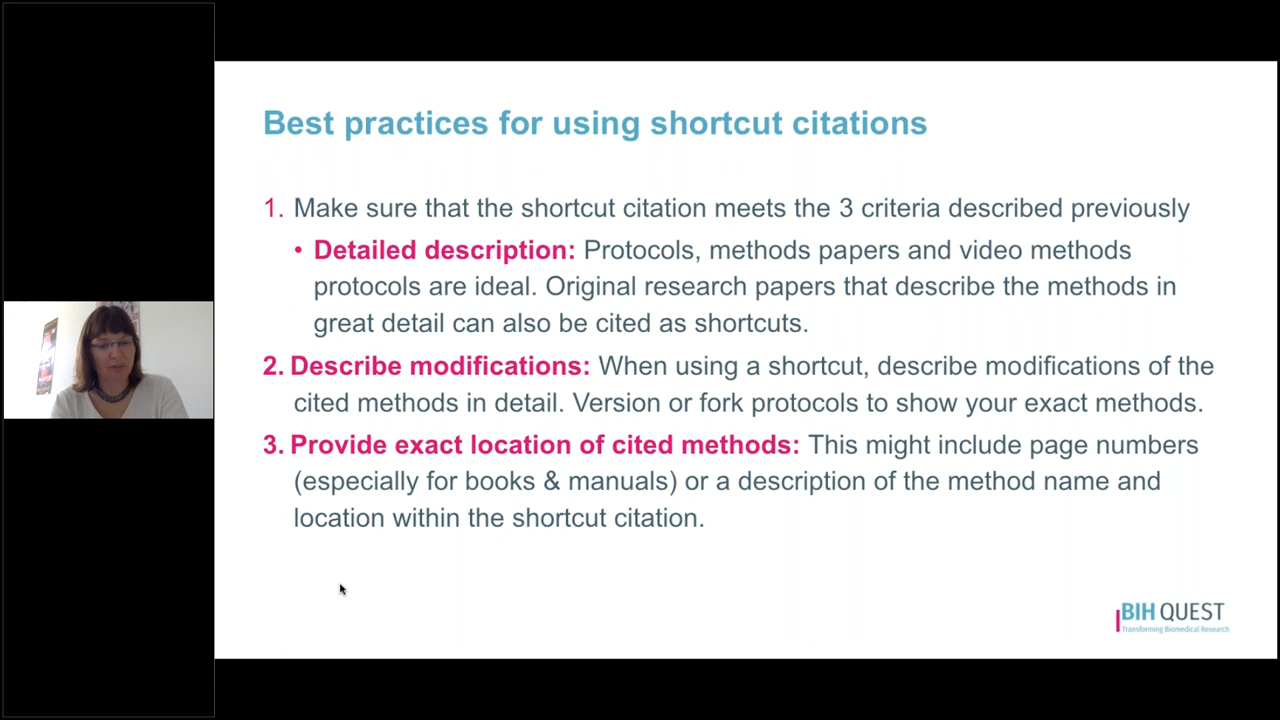 Best practices for using shortcut citations
1. Make sure that the shortcut citation meets the 3 criteria described previously
• Detailed description: Protocols, methods papers and video methods
protocols are ideal. Original research papers that describe the methods in
great detail can also be cited as shortcuts.
2. Describe modifications: When using a shortcut, describe modifications of the
cited methods in detail. Version or fork protocols to show your exact methods.
3. Provide exact location of cited methods: This might include page numbers
(especially for books & manuals) or a description of the method name and
location within the shortcut citation.
BIH QUEST
Transforming Biomedical Research